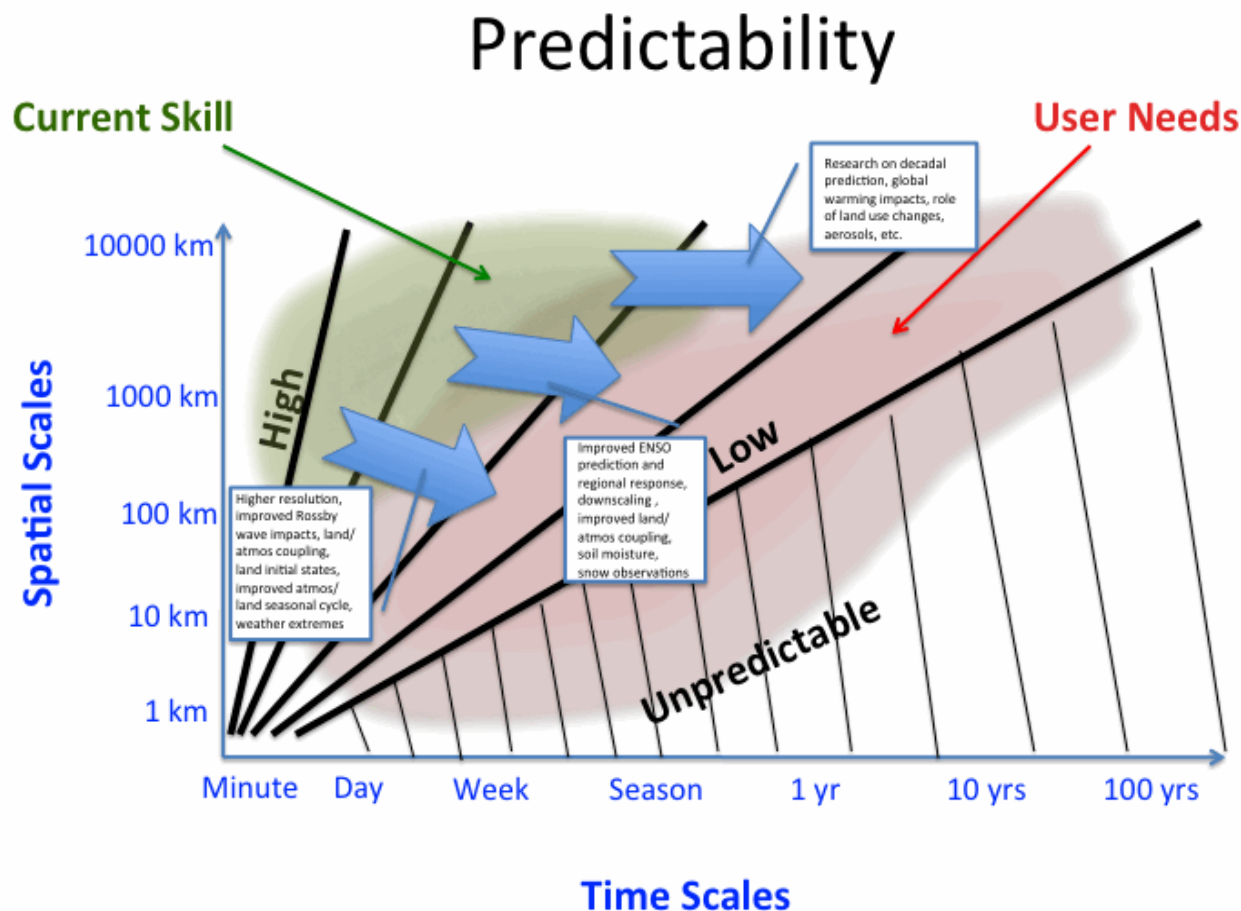 Predictability
Current Skill
User Needs
Research on decadal
prediction, global
warming impacts, role
of land use changes,
aerosols, etc.
10000 km
1000 km
100 km
10 km
1 km
Spatial Scales
High
Low
Unpredictable
Higher resolution,
improved Rossby
wave impacts, land/
atmos coupling,
land initial states,
improved atmos/
land seasonal cycle,
weather extremes
Improved ENSO
prediction and
regional response,
downscaling ,
improved land/
atmos coupling,
soil moisture,
snow observations
Minute Day Week Season 1 yr 10 yrs 100 yrs
Time Scales